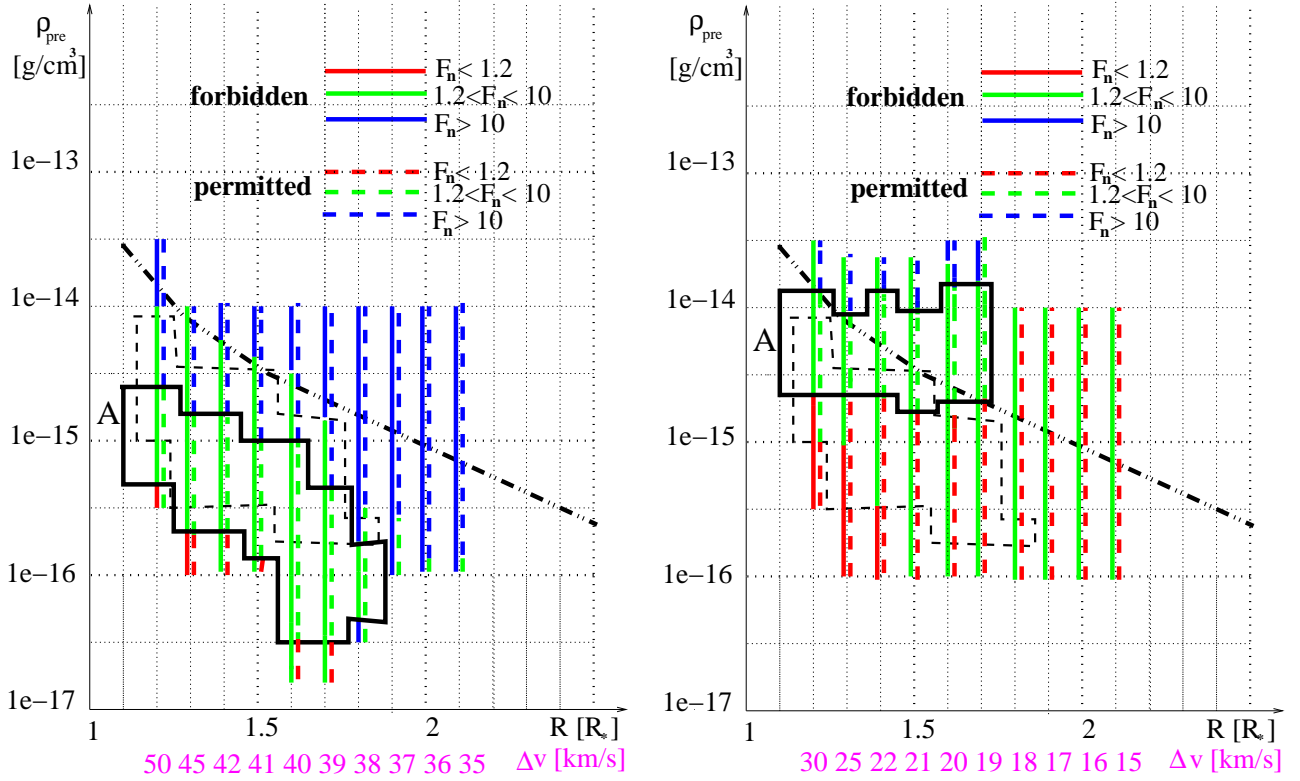 ρpre
[g/cm³]
forbidden
Fn < 1.2
1.2<Fn< 10
Fn> 10
permitted
Fn< 1.2
1.2<Fn< 10
Fn> 10
1e−13
1e−14
A
1e−15
1e−16
1e−17
1 1.5 2 R [R*]
50 45 42 41 40 39 38 37 36 35 Δv [km/s]
ρpre
[g/cm³]
forbidden
Fn< 1.2
1.2<Fn< 10
Fn> 10
permitted
Fn< 1.2
1.2<Fn< 10
Fn> 10
1e−13
1e−14
A
1e−15
1e−16
1e−17
1 1.5 2 R [R*]
30 25 22 21 20 19 18 17 16 15 Δv [km/s]